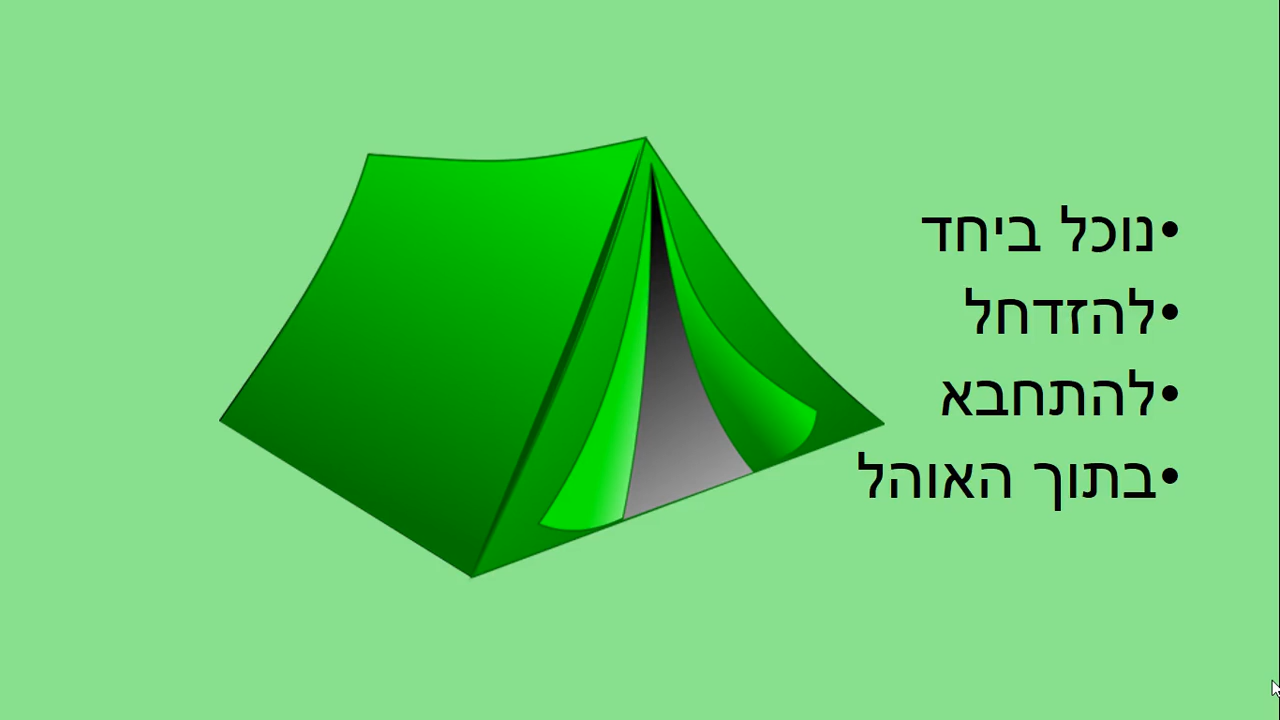 •נוכל ביחד
•להזדחל
•להתחבא
•בתוך האוהל